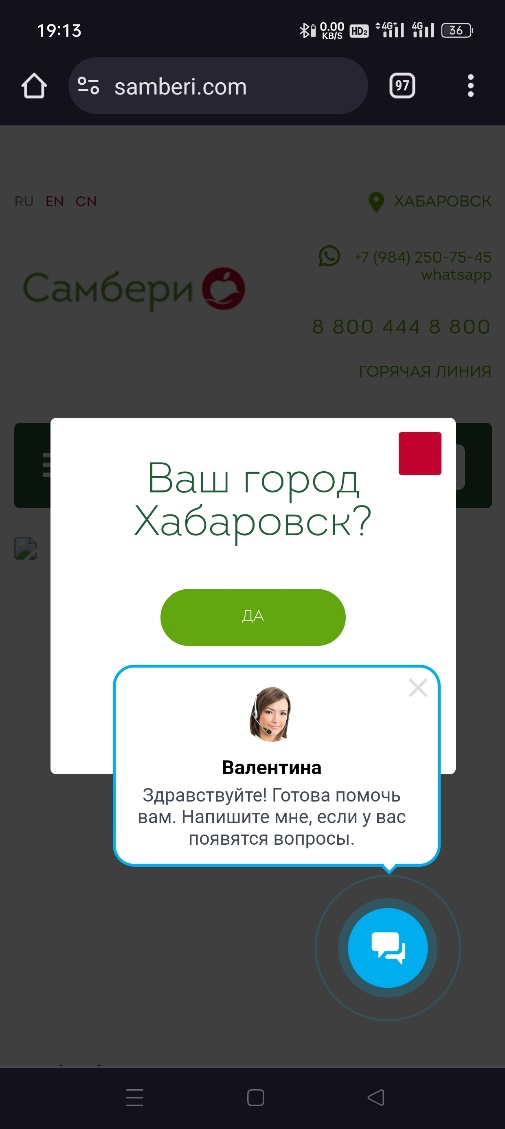 19:13
0.00
KB/S
HD2
4G+
4G
36
samberi.com
97
RU EN CN
ХАБАРОВСК
+7 (984) 250-75-45
whatsapp
Самбери
8 800 444 8 800
ГОРЯЧАЯ ЛИНИЯ
Ваш город
Хабаровск?
ДА
Валентина
Здравствуйте! Готова помочь
вам. Напишите мне, если у вас
появятся вопросы.